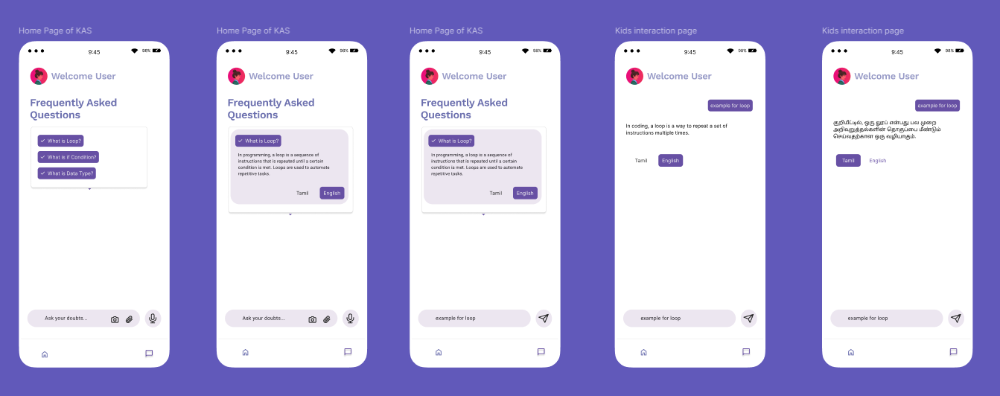 Home Page of KAS
9:45
98%
Welcome User
Frequently Asked
Questions
What is Loop?
What is if Condition?
What is Data Type?
Ask your doubts...
Home Page of KAS
9:45
98%
Welcome User
Frequently Asked
Questions
What is Loop?
In programming, a loop is a sequence of
instructions that is repeated until a certain
condition is met. Loops are used to automate
repetitive tasks.
Tamil English
Ask your doubts...
Home Page of KAS
9:45
98%
Welcome User
Frequently Asked
Questions
What is Loop?
In programming, a loop is a sequence of
instructions that is repeated until a certain
condition is met. Loops are used to automate
repetitive tasks.
Tamil English
example for loop
Kids interaction page
9:45
98%
Welcome User
example for loop
In coding, a loop is a way to repeat a set of
instructions multiple times.
Tamil English
example for loop
Kids interaction page
9:45
98%
Welcome User
example for loop
குறியீட்டில், ஒரு லூப் என்பது பல முறை
அறிவுறுத்தல்களின் தொகுப்பை மீண்டும்
செய்வதற்கான ஒரு வழியாகும்.
Tamil English
example for loop